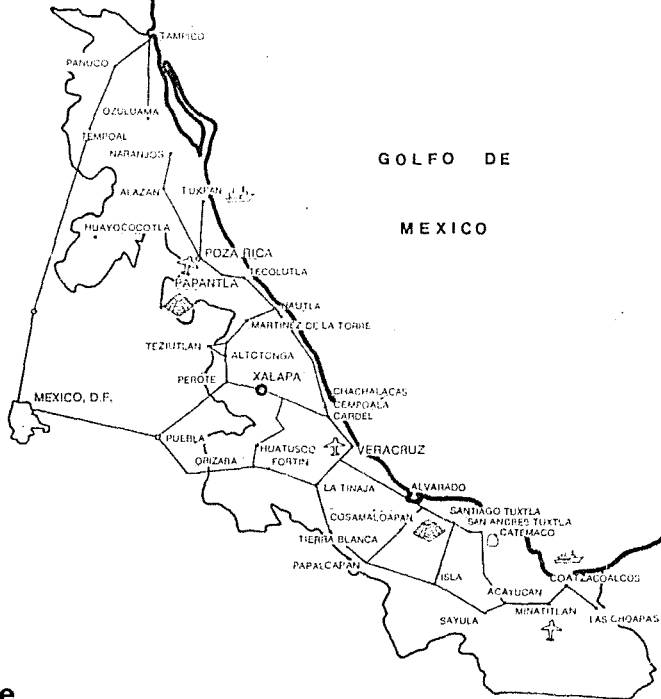 TAMPICO
PANUCO
OZULUAMA
TEMPOAL
NARANJOS
GOLFO DE
MEXICO
ALAZAN
TUXPAN
HUAYOCOCOTLA
POZA RICA
TECOLUTLA
PAPANTLA
NAUTLA
MARTINEZ DE LA TORRE
TEZIUTLAN
ALTOTONGA
PEROTE
XALAPA
MEXICO, D.F.
CHACHALACAS
CEMPOALA
CARDEL
PUEBLA
HUATUSCO
VERACRUZ
ORIZABA
FORTIN
LA TINAJA
ALVARADO
COSAMALOAPAN
SANTIAGO TUXTLA
SAN ANDRES TUXTLA
CATEMACO
TIERRA BLANCA
PAPALCAPAN
ISLA
COATZACOALCOS
ACAYUCAN
MINATITLAN
SAYULA
LAS CHOAPAS